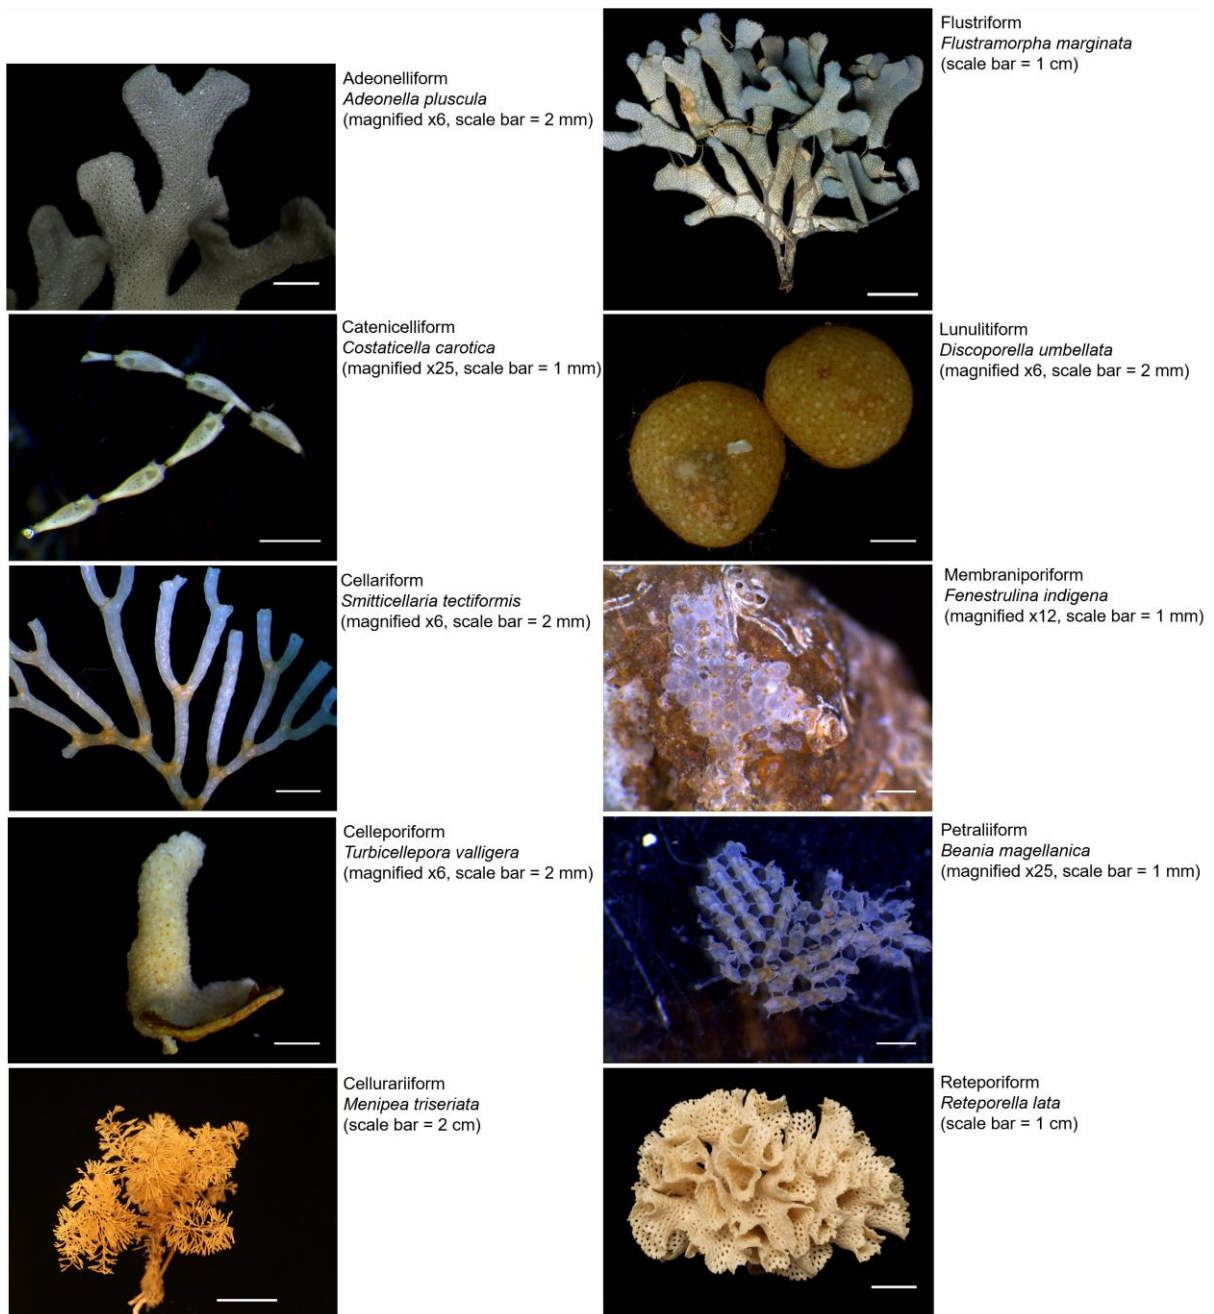 Adeonelliform
Adeonella pluscula
(magnified x6, scale bar = 2 mm)
Catenicelliform
Costaticella carotica
(magnified x25, scale bar = 1 mm)
Cellariform
Smitticellaria tectiformis
(magnified x6, scale bar = 2 mm)
Celleporiform
Turbicellepora valligera
(magnified x6, scale bar = 2 mm)
Cellurariiform
Menipea triseriata
(scale bar = 2 cm)
Flustriform
Flustramorpha marginata
(scale bar = 1 cm)
Lunulitiform
Discoporella umbellata
(magnified x6, scale bar = 2 mm)
Membraniporiform
Fenestrulina indigena
(magnified x12, scale bar = 1 mm)
Petraliiform
Beania magellanica
(magnified x25, scale bar = 1 mm)
Reteporiform
Reteporella lata
(scale bar = 1 cm)